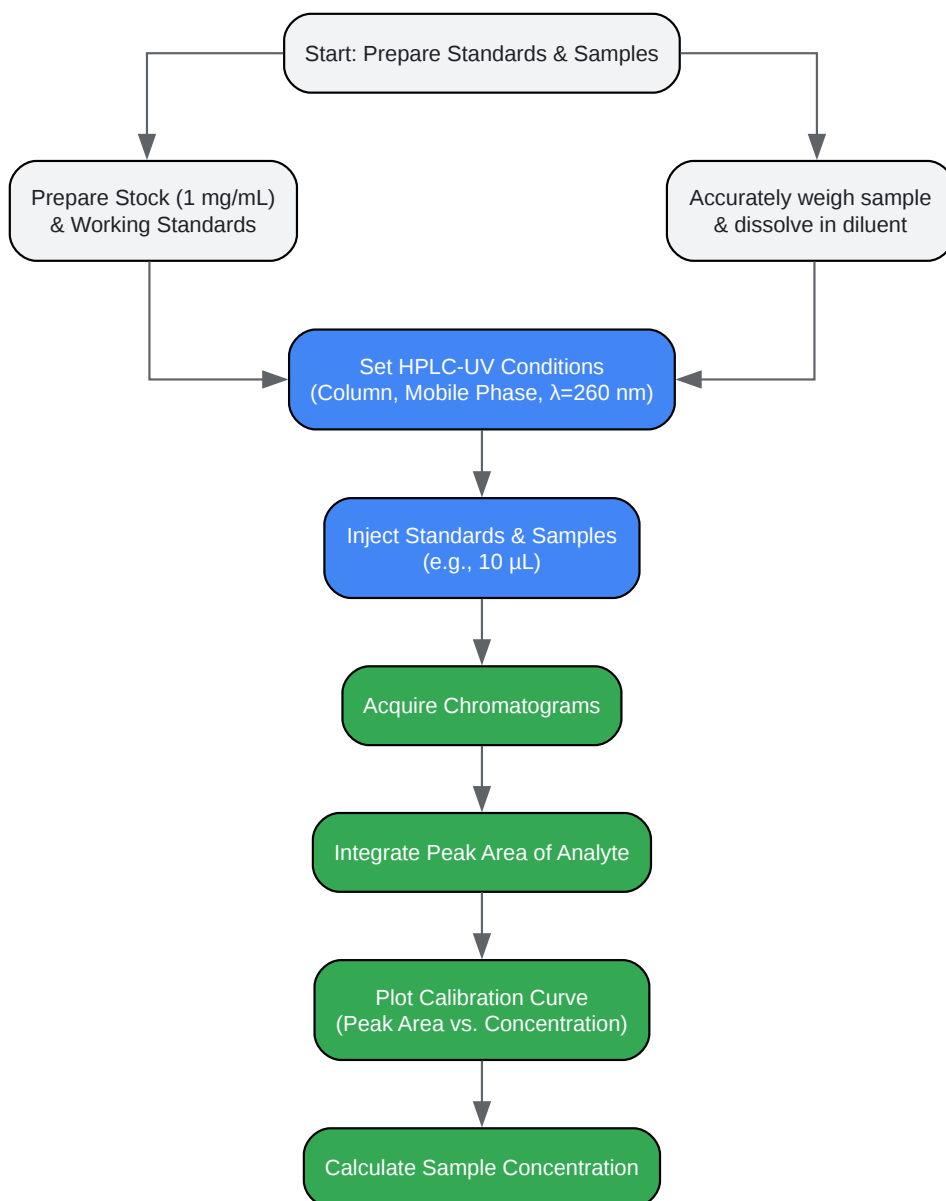 Start: Prepare Standards & Samples
Prepare Stock (1 mg/mL)
& Working Standards
Accurately weigh sample
& dissolve in diluent
Set HPLC-UV Conditions
(Column, Mobile Phase, λ=260 nm)
Inject Standards & Samples
(e.g., 10 µL)
Acquire Chromatograms
Integrate Peak Area of Analyte
Plot Calibration Curve
(Peak Area vs. Concentration)
Calculate Sample Concentration